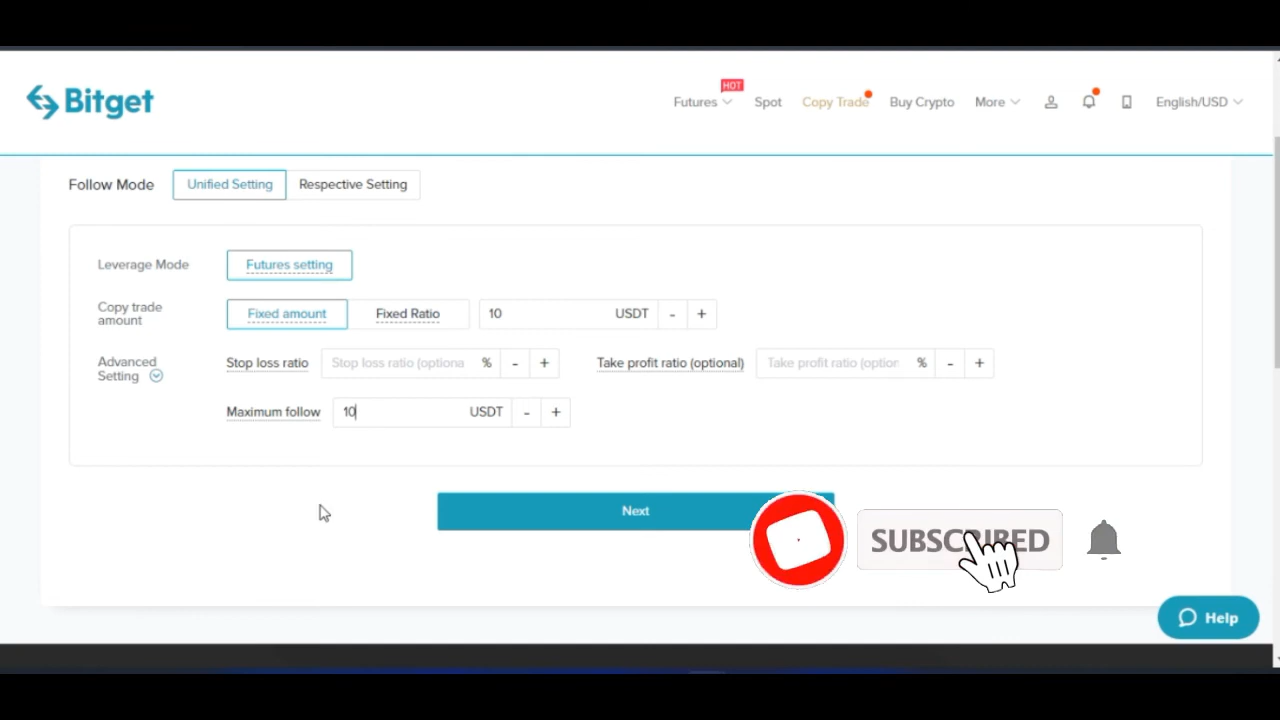 Bitget
HOT
Futures Spot Copy Trade Buy Crypto More English/USD
Follow Mode Unified Setting Respective Setting
Leverage Mode Futures setting
Copy trade amount Fixed amount Fixed Ratio 10 USDT - +
Advanced Setting Stop loss ratio Stop loss ratio (optiona % - + Take profit ratio (optional) Take profit ratio (option % - +
Maximum follow 10 USDT - +
Next
SUBSCRIBED
Help